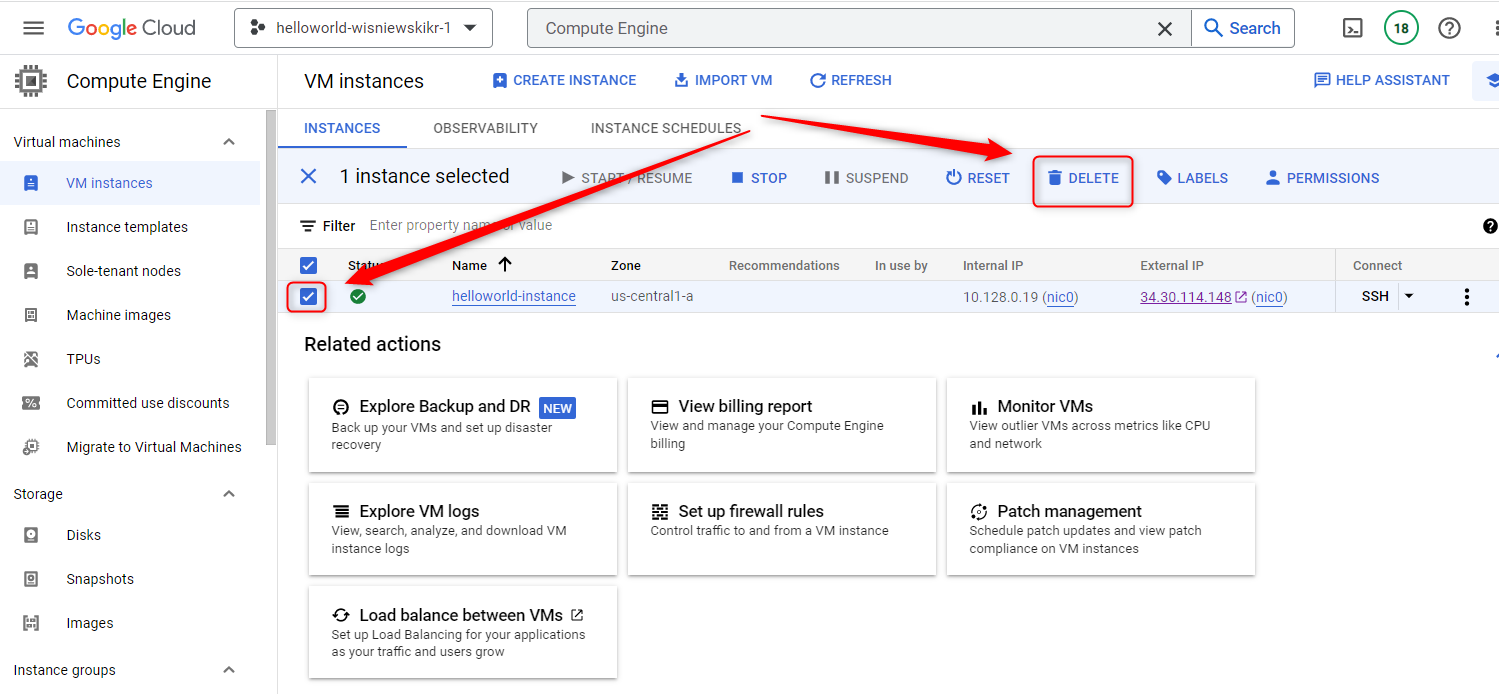 Google Cloud
helloworld-wisniewskikr-1
Compute Engine
Search
18
Compute Engine
VM instances
CREATE INSTANCE
IMPORT VM
REFRESH
HELP ASSISTANT
Virtual machines
VM instances
Instance templates
Sole-tenant nodes
Machine images
TPUs
Committed use discounts
Migrate to Virtual Machines
Storage
Disks
Snapshots
Images
Instance groups
INSTANCES
OBSERVABILITY
INSTANCE SCHEDULES
1 instance selected
START / RESUME
STOP
SUSPEND
RESET
DELETE
LABELS
PERMISSIONS
Filter
Enter property name or value
Status
Name
Zone
Recommendations
In use by
Internal IP
External IP
Connect
helloworld-instance
us-central1-a
10.128.0.19 (nic0)
34.30.114.148 (nic0)
SSH
Related actions
Explore Backup and DR NEW
Back up your VMs and set up disaster
recovery
View billing report
View and manage your Compute Engine
billing
Monitor VMs
View outlier VMs across metrics like CPU
and network
Explore VM logs
View, search, analyze, and download VM
instance logs
Set up firewall rules
Control traffic to and from a VM instance
Patch management
Schedule patch updates and view patch
compliance on VM instances
Load balance between VMs
Set up Load Balancing for your applications
as your traffic and users grow